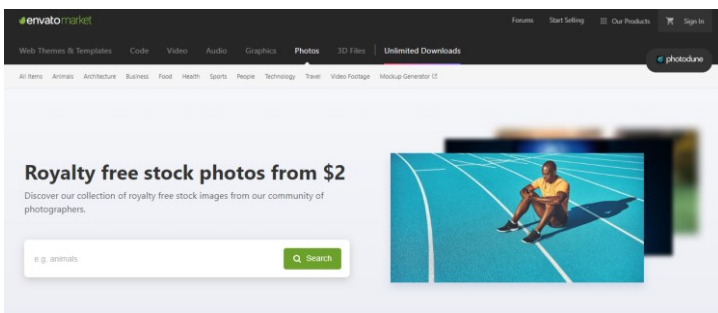 envato market
Forums Start Selling Our Products Sign In
Web Themes & Templates Code Video Audio Graphics Photos 3D Files Unlimited Downloads
photodune
All Items Animals Architecture Business Food Health Sports People Technology Travel Video Footage Mockup Generator
Royalty free stock photos from $2
Discover our collection of royalty free stock images from our community of
photographers.
e.g. animals
Search